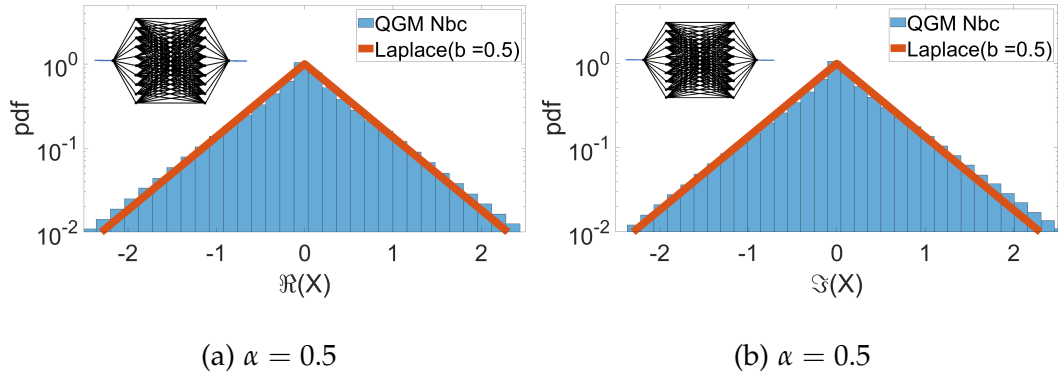 QGM Nbc
Laplace(b =0.5)
pdf
10^0
10^-1
10^-2
-2 -1 0 1 2
ℜ(X)
(a) α = 0.5
QGM Nbc
Laplace(b =0.5)
pdf
10^0
10^-1
10^-2
-2 -1 0 1 2
ℑ(X)
(b) α = 0.5